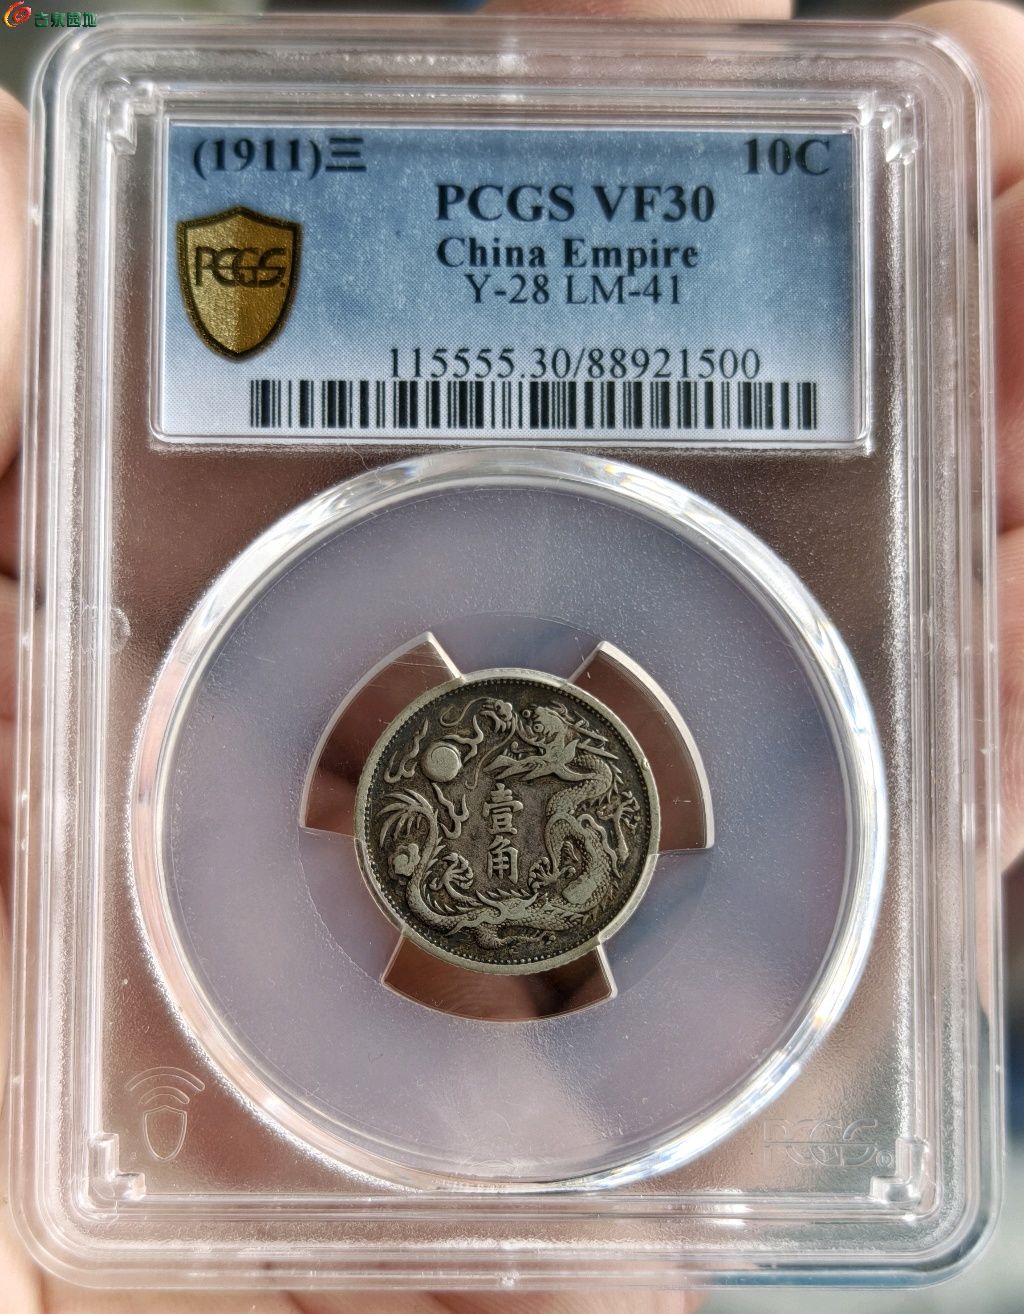 古泉园地
(1911)三 10C
PCGS VF30
China Empire
Y-28 LM-41
PCGS
115555.30/88921500
壹角
PCGS